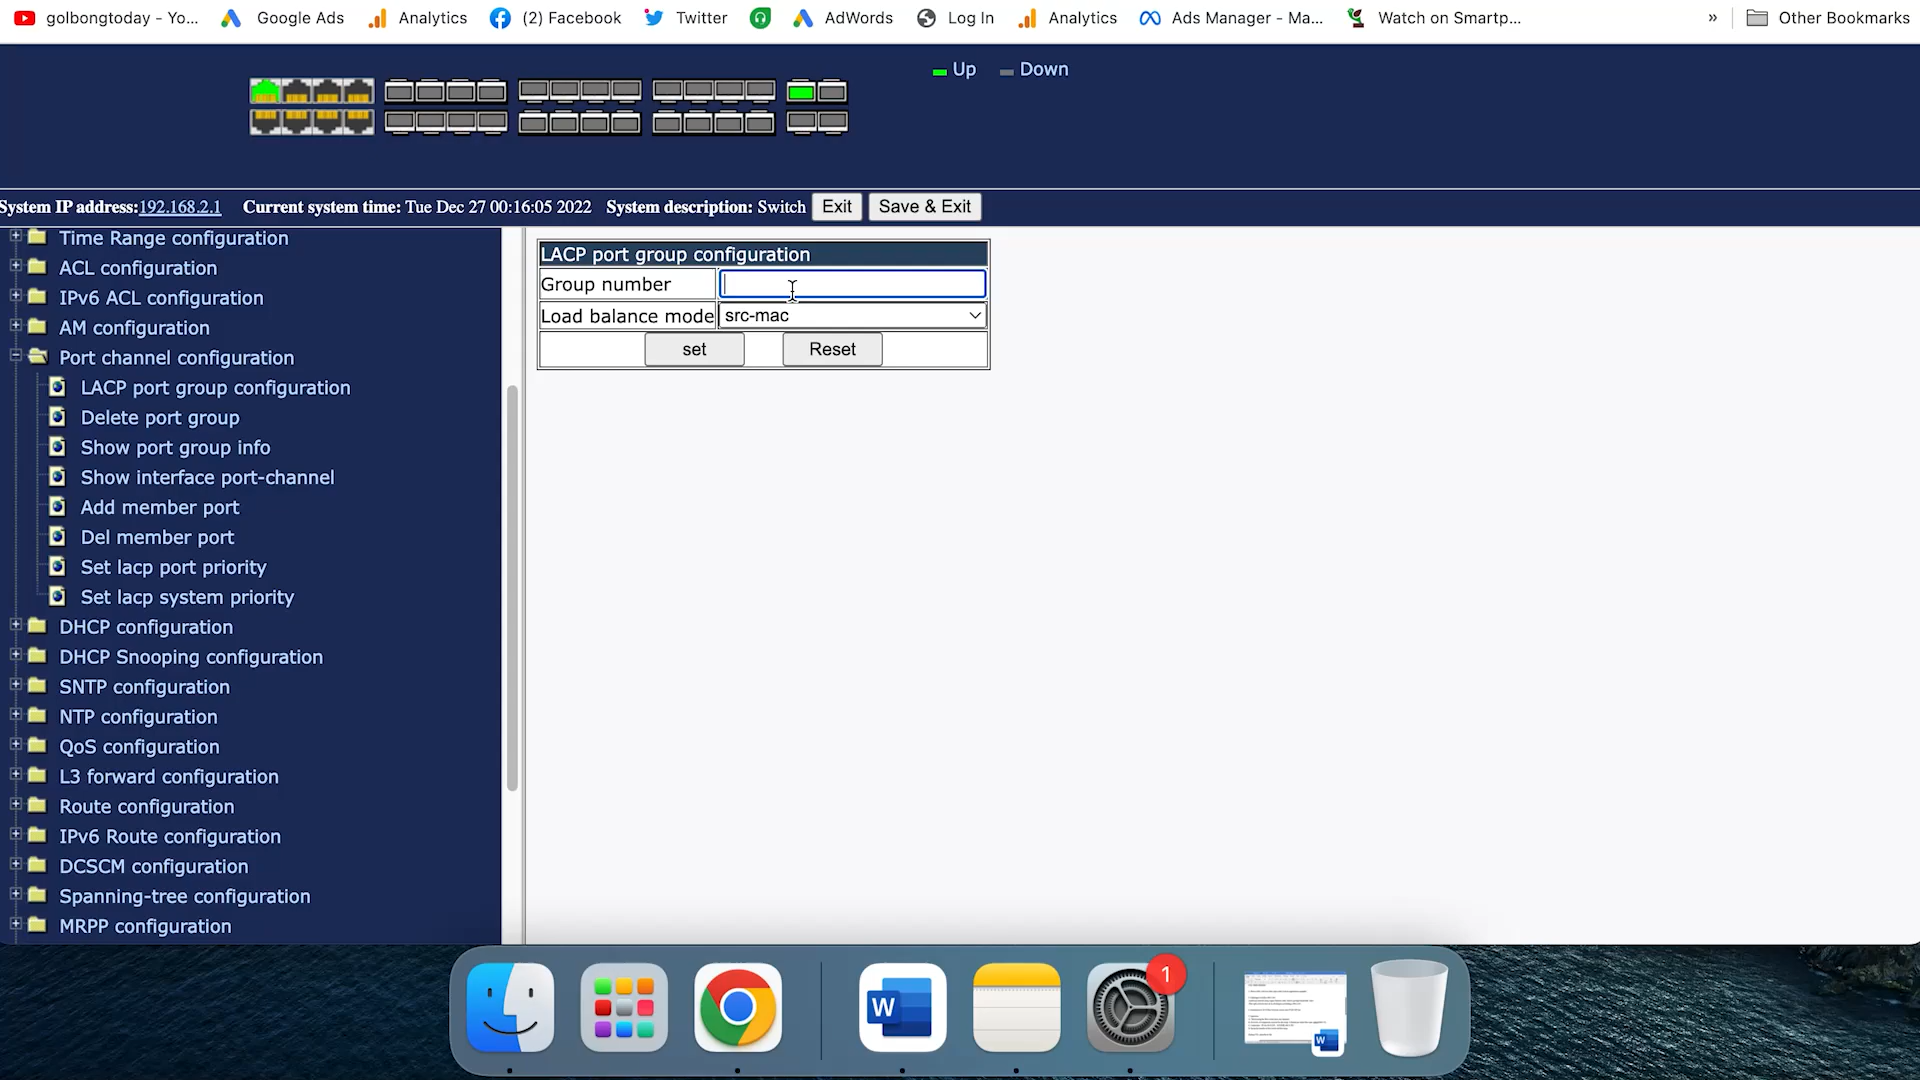 golbongtoday - Yo... Google Ads Analytics (2) Facebook Twitter AdWords Log In Analytics Ads Manager - Ma... Watch on Smartp... » Other Bookmarks
Up Down
System IP address:192.168.2.1 Current system time: Tue Dec 27 00:16:05 2022 System description: Switch Exit Save & Exit
Time Range configuration
ACL configuration
IPv6 ACL configuration
AM configuration
Port channel configuration
LACP port group configuration
Delete port group
Show port group info
Show interface port-channel
Add member port
Del member port
Set lacp port priority
Set lacp system priority
DHCP configuration
DHCP Snooping configuration
SNTP configuration
NTP configuration
QoS configuration
L3 forward configuration
Route configuration
IPv6 Route configuration
DCSCM configuration
Spanning-tree configuration
MRPP configuration
LACP port group configuration
Group number
Load balance mode src-mac
set Reset
W
1
W